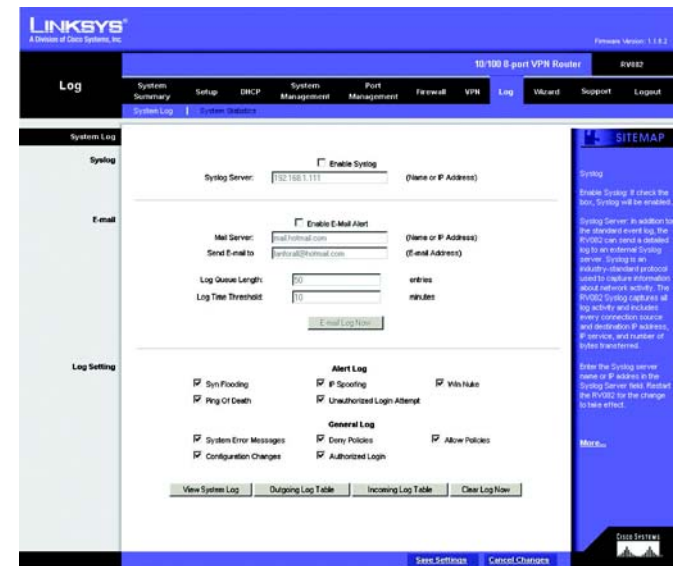 LINKSYS®
A Division of Cisco Systems, Inc.
Firmware Version: 1.1.6.2
10/100 8-port VPN Router RV082
Log
System Summary Setup DHCP System Management Port Management Firewall VPN Log Wizard Support Logout
System Log | System Statistics
System Log
SITEMAP
Syslog
Enable Syslog
Syslog Server: 192.168.1.111 (Name or IP Address)
E-mail
Enable E-Mail Alert
Mail Server: mail.hotmail.com (Name or IP Address)
Send E-mail to (E-mail Address)
Log Queue Length: 50 entries
Log Time Threshold: 10 minutes
E-mail Log Now
Log Setting
Alert Log
Syn Flooding IP Spoofing Win Nuke
Ping Of Death Unauthorized Login Attempt
General Log
System Error Messages Deny Policies Allow Policies
Configuration Changes Authorized Login
View System Log Outgoing Log Table Incoming Log Table Clear Log Now
Save Settings Cancel Changes
Syslog
Enable Syslog: If check the
box, Syslog will be enabled.
Syslog Server: in addition to
the standard event log, the
RV082 can send a detailed
log to an external Syslog
server. Syslog is an
industry-standard protocol
used to capture information
about network activity. The
RV082 Syslog captures all
log activity and includes
every connection source
and destination IP address,
IP service, and number of
bytes transferred.
Enter the Syslog server
name or IP addres in the
Syslog Server field. Restart
the RV082 for the change
to take effect.
More...
CISCO SYSTEMS